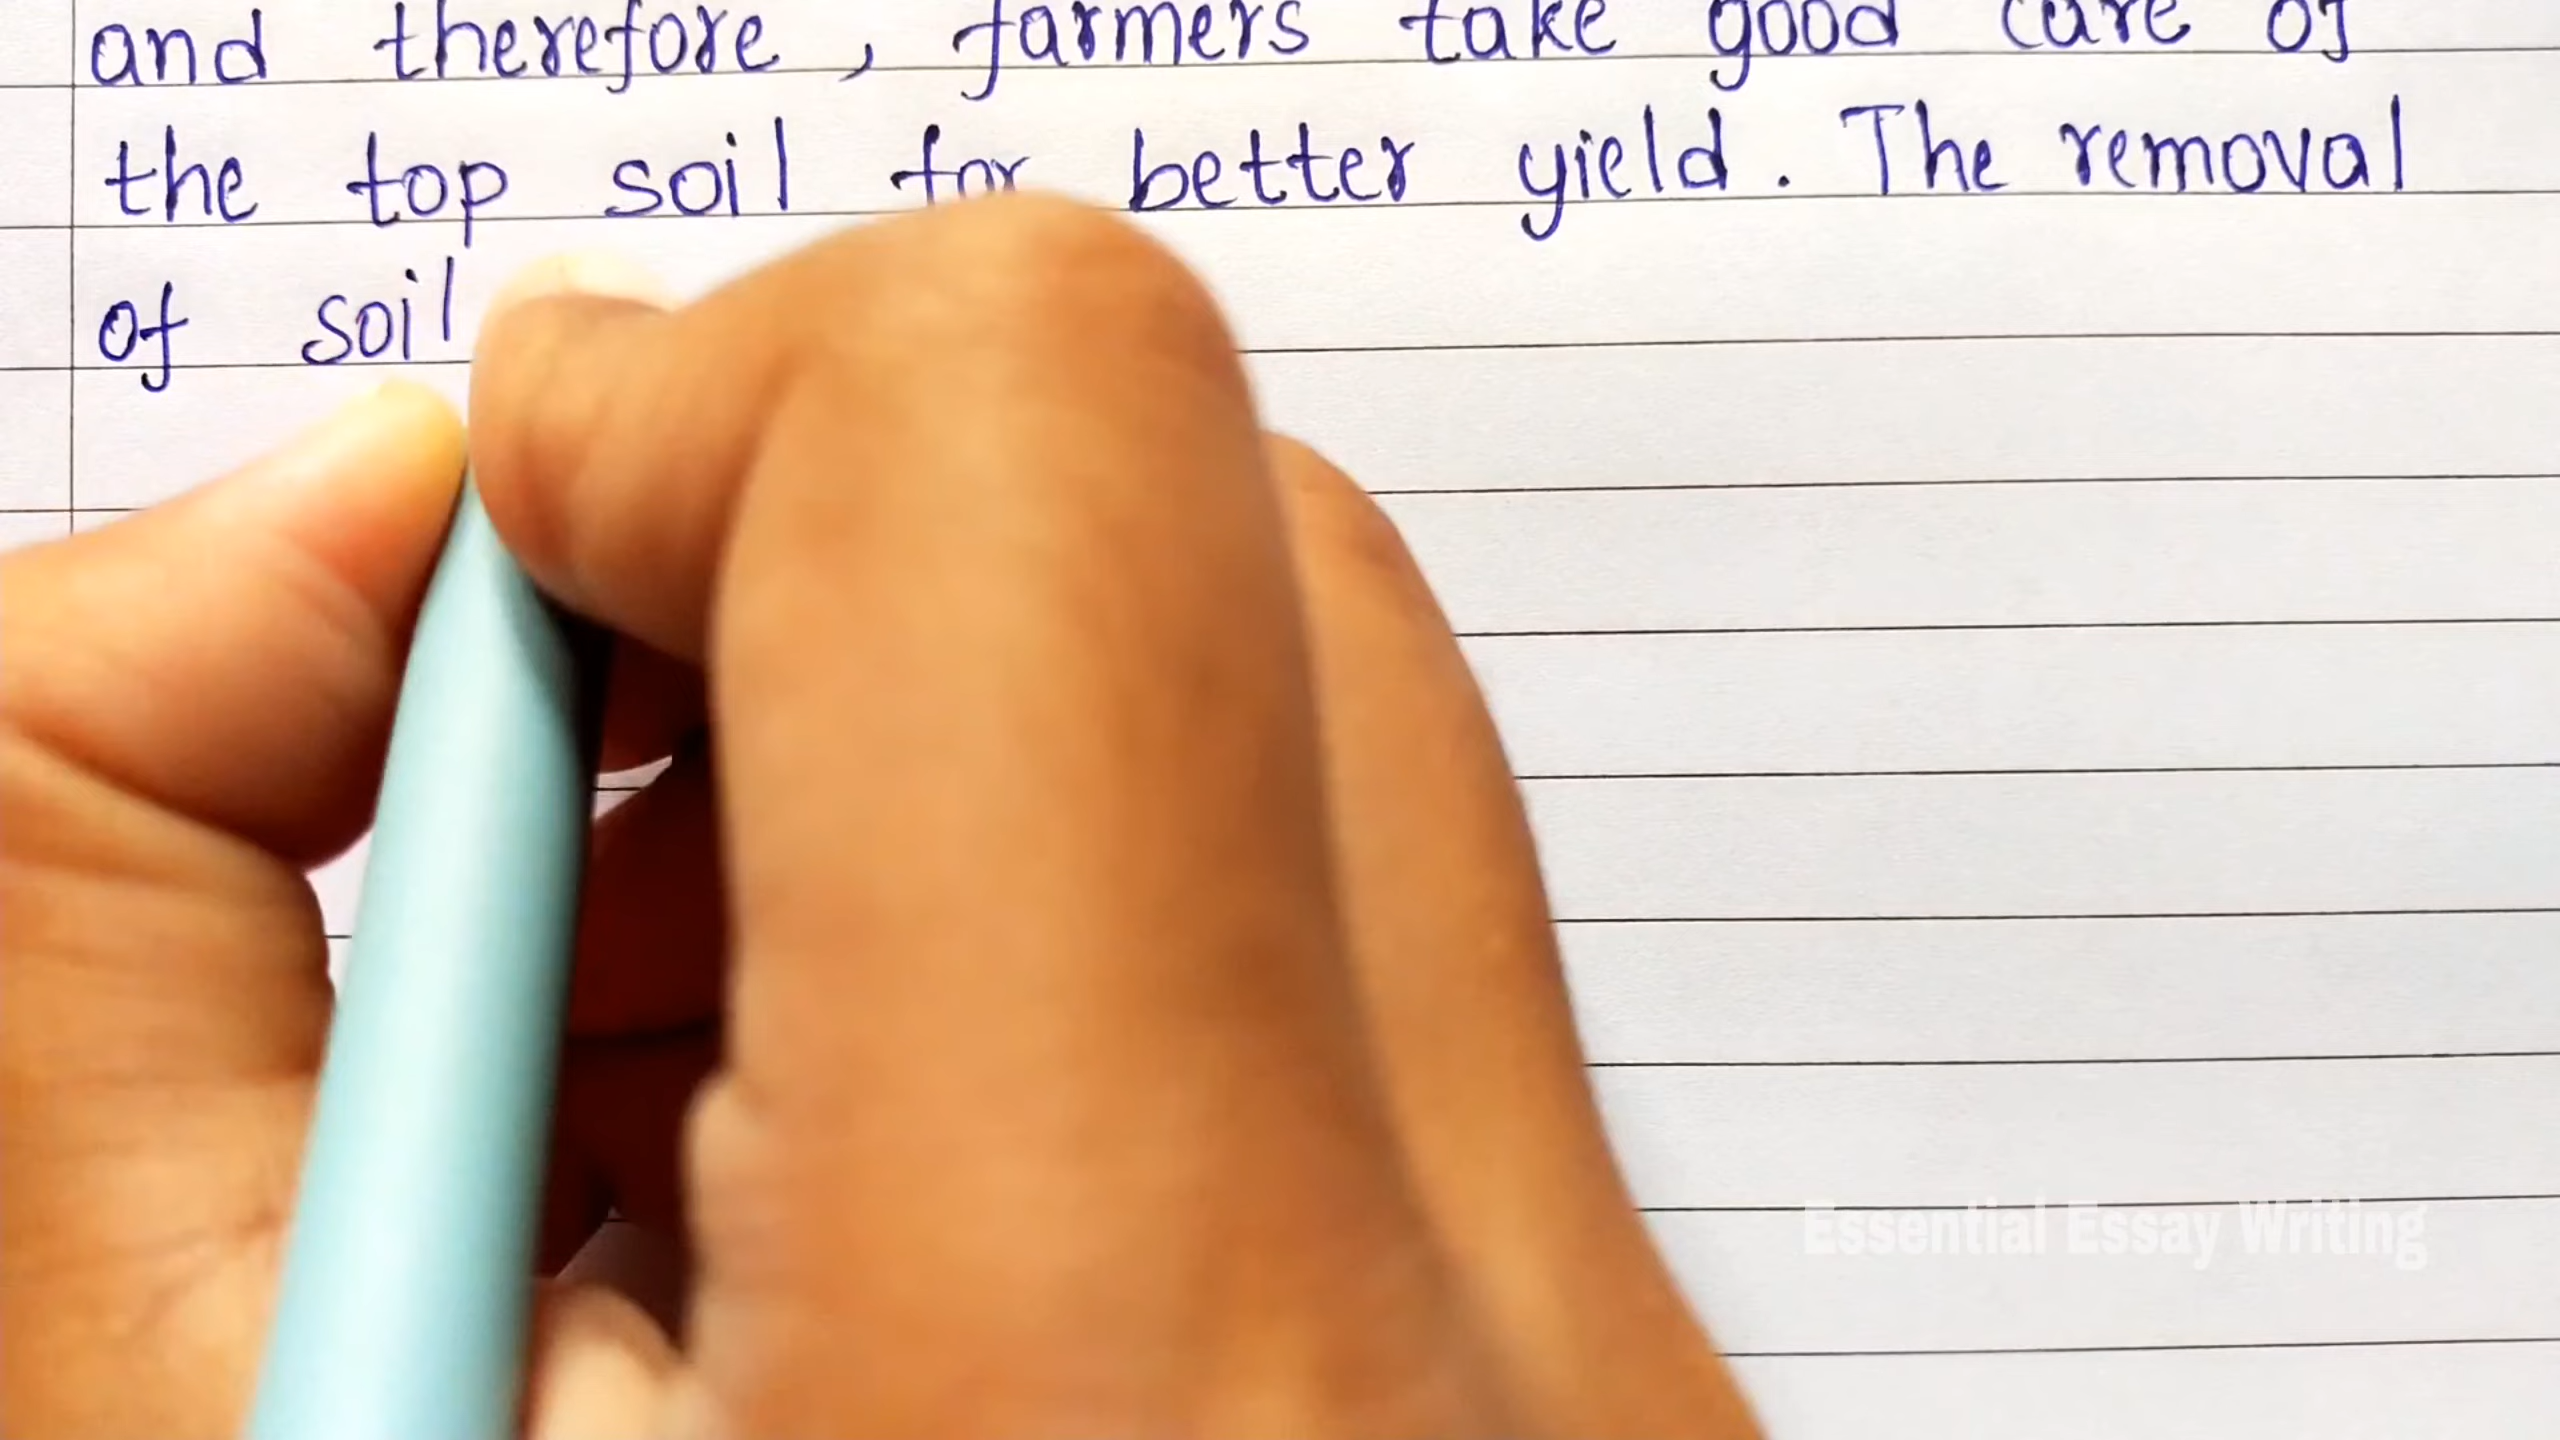 and therefore, farmers take good care of
the top soil for better yield. The removal
of soil
Essential Essay Writing